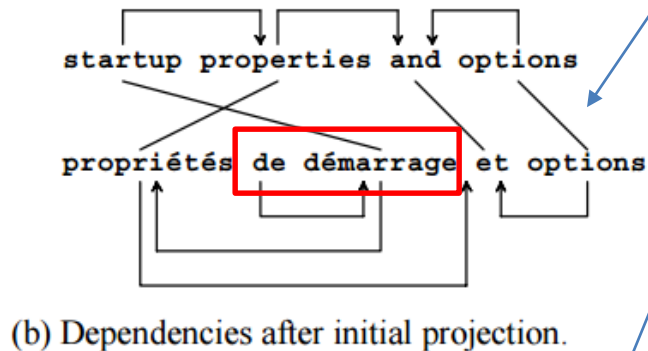 startup properties and options
propriétés de démarrage et options
(b) Dependencies after initial projection.